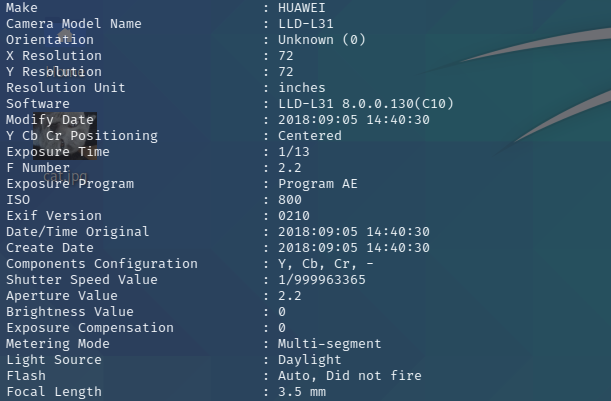 Make : HUAWEI
Camera Model Name : LLD-L31
Orientation : Unknown (0)
X Resolution : 72
Y Resolution : 72
Resolution Unit : inches
Software : LLD-L31 8.0.0.130(C10)
Modify Date : 2018:09:05 14:40:30
Y Cb Cr Positioning : Centered
Exposure Time : 1/13
F Number : 2.2
Exposure Program : Program AE
cat.jpg
ISO : 800
Exif Version : 0210
Date/Time Original : 2018:09:05 14:40:30
Create Date : 2018:09:05 14:40:30
Components Configuration : Y, Cb, Cr, -
Shutter Speed Value : 1/999963365
Aperture Value : 2.2
Brightness Value : 0
Exposure Compensation : 0
Metering Mode : Multi-segment
Light Source : Daylight
Flash : Auto, Did not fire
Focal Length : 3.5 mm